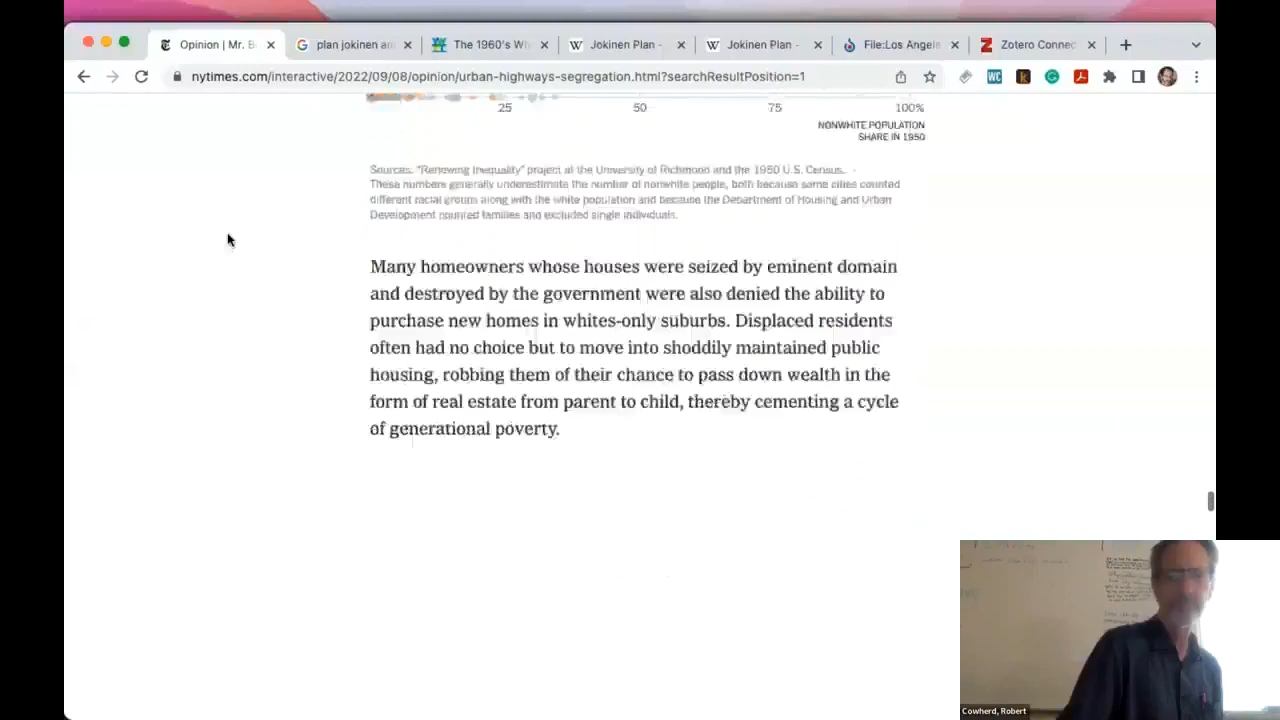 Opinion | Mr. B
plan jokinen an
The 1960's Wh
Jokinen Plan -
Jokinen Plan -
File:Los Angele
Zotero Connec
nytimes.com/interactive/2022/09/08/opinion/urban-highways-segregation.html?searchResultPosition=1
25 50 75 100%
NONWHITE POPULATION
SHARE IN 1950
Sources: "Renewing Inequality" project at the University of Richmond and the 1950 U.S. Census.
These numbers generally underestimate the number of nonwhite people, both because some cities counted
different racial groups along with the white population and because the Department of Housing and Urban
Development counted families and excluded single individuals.
Many homeowners whose houses were seized by eminent domain
and destroyed by the government were also denied the ability to
purchase new homes in whites-only suburbs. Displaced residents
often had no choice but to move into shoddily maintained public
housing, robbing them of their chance to pass down wealth in the
form of real estate from parent to child, thereby cementing a cycle
of generational poverty.
Cowherd, Robert